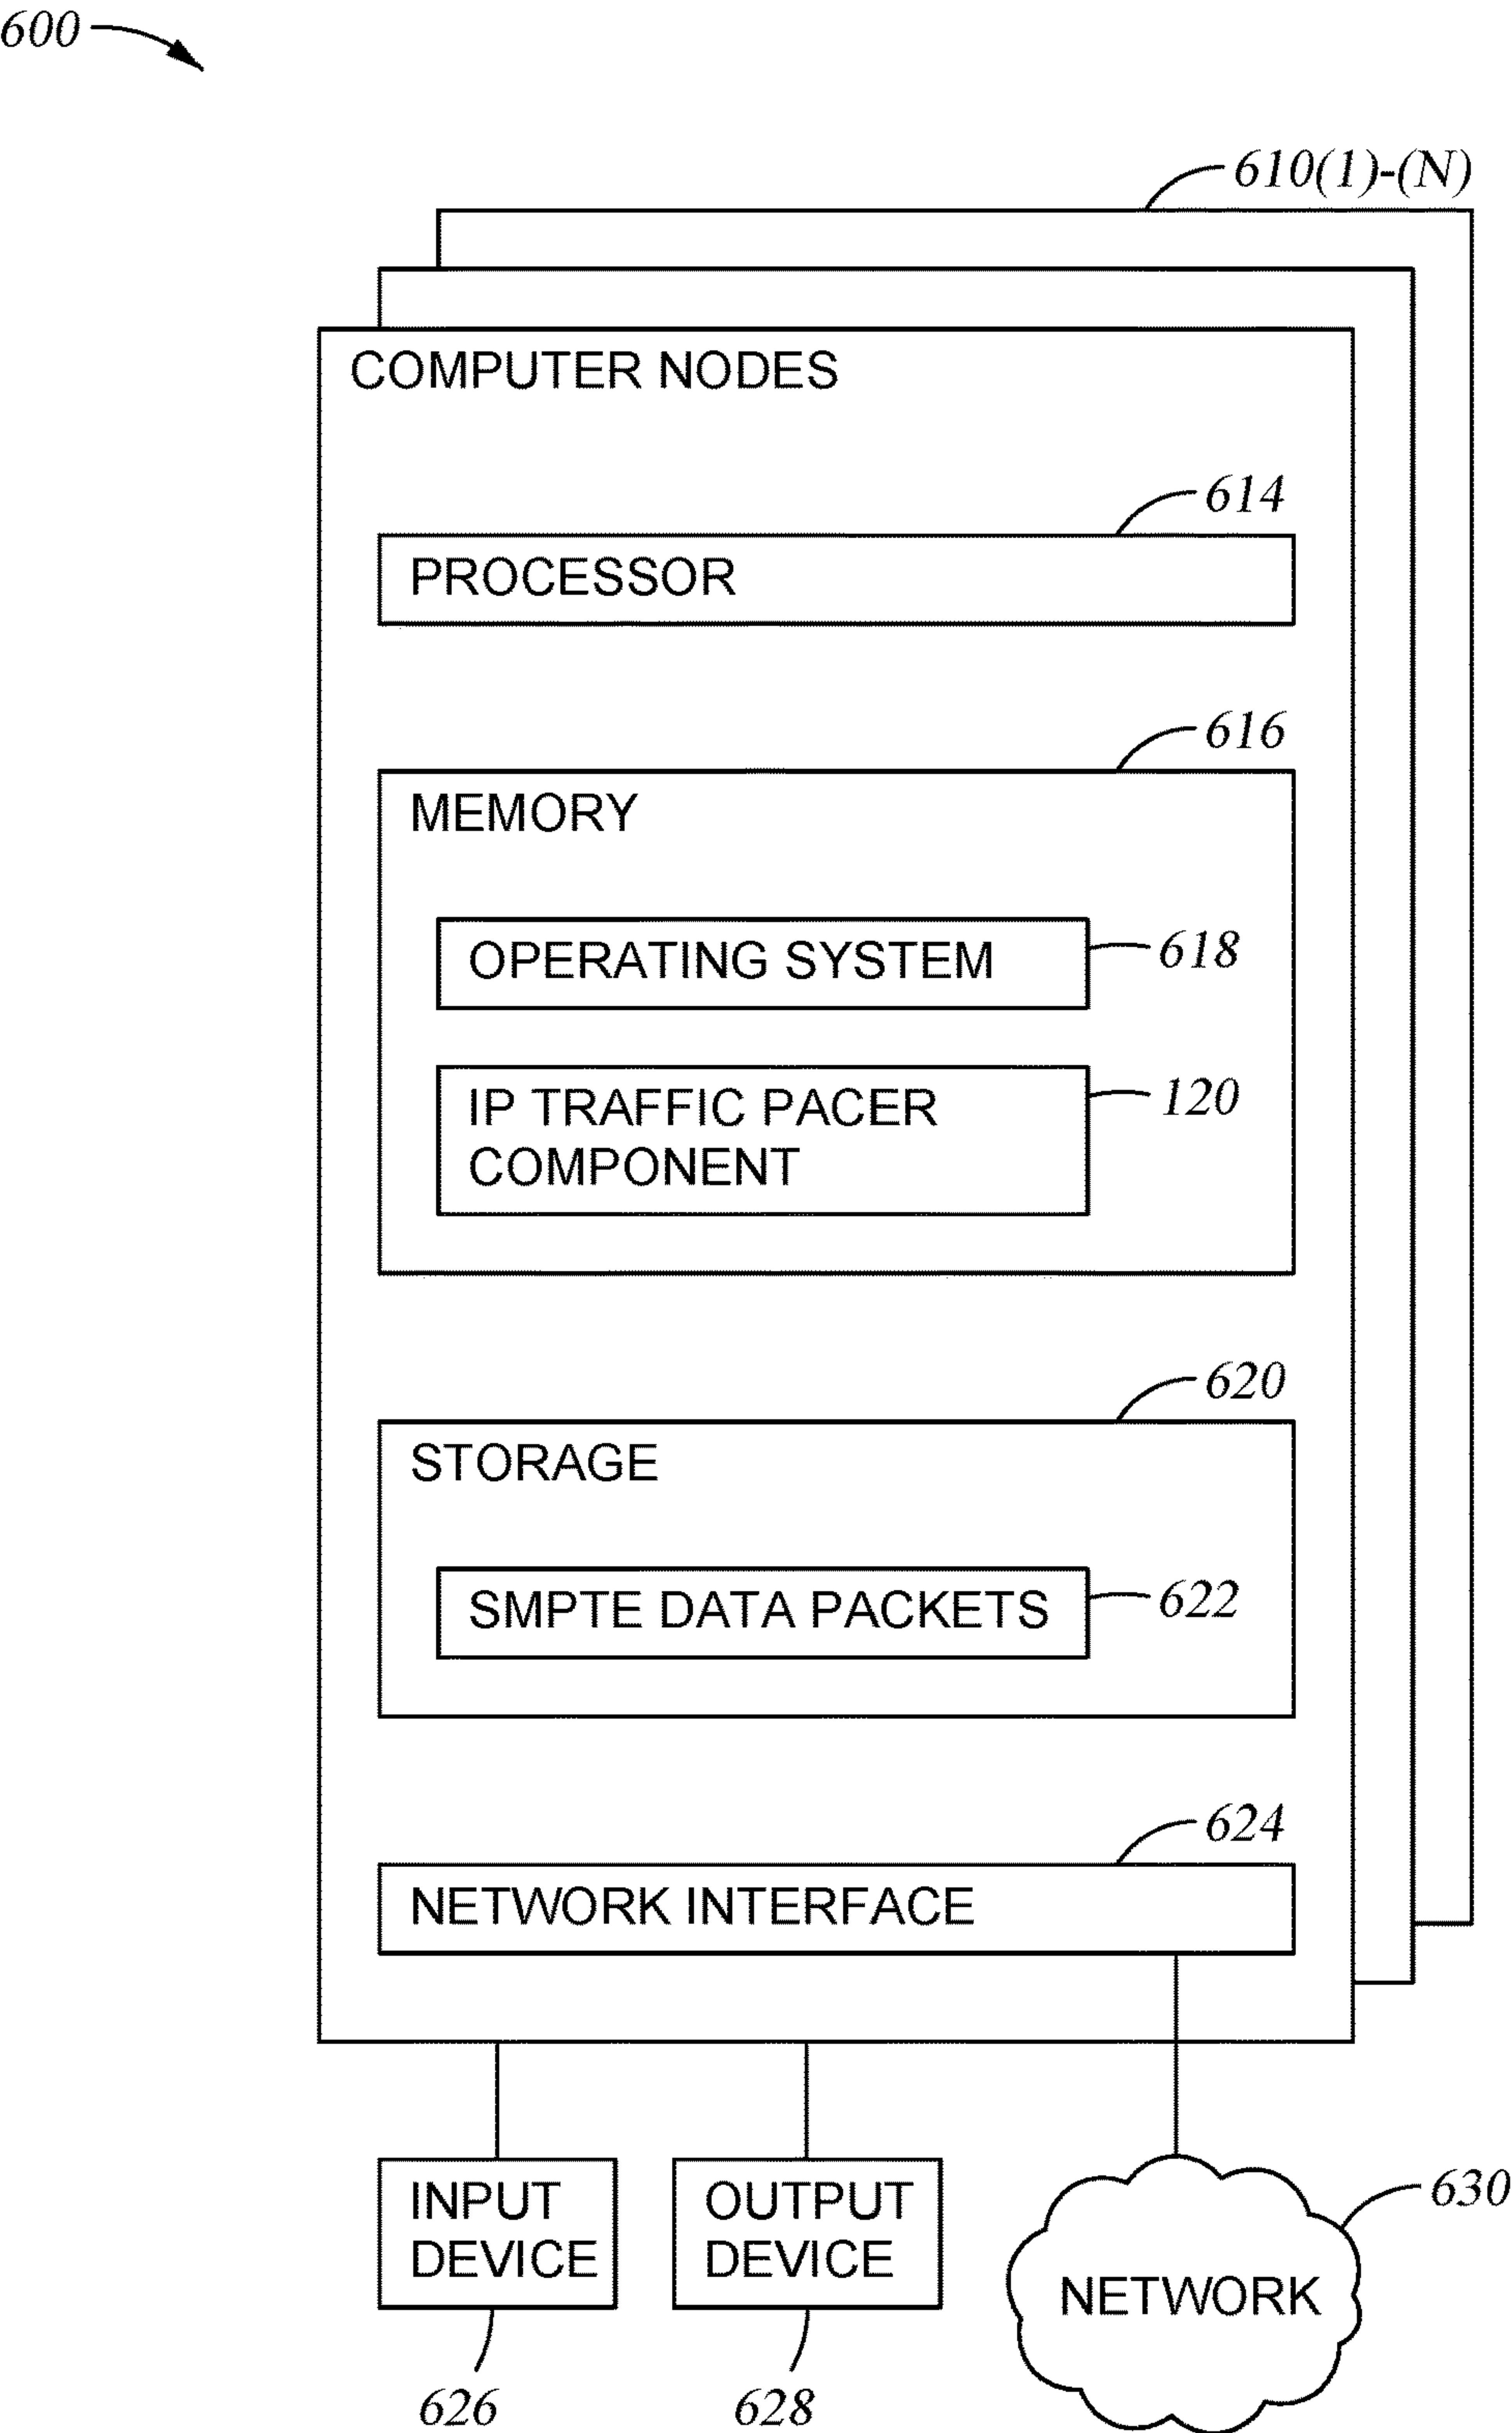 600
610(1)-(N)
COMPUTER NODES
614
PROCESSOR
616
MEMORY
OPERATING SYSTEM
618
IP TRAFFIC PACER
COMPONENT
120
620
STORAGE
SMPTE DATA PACKETS
622
624
NETWORK INTERFACE
INPUT
DEVICE
OUTPUT
DEVICE
630
NETWORK
626
628